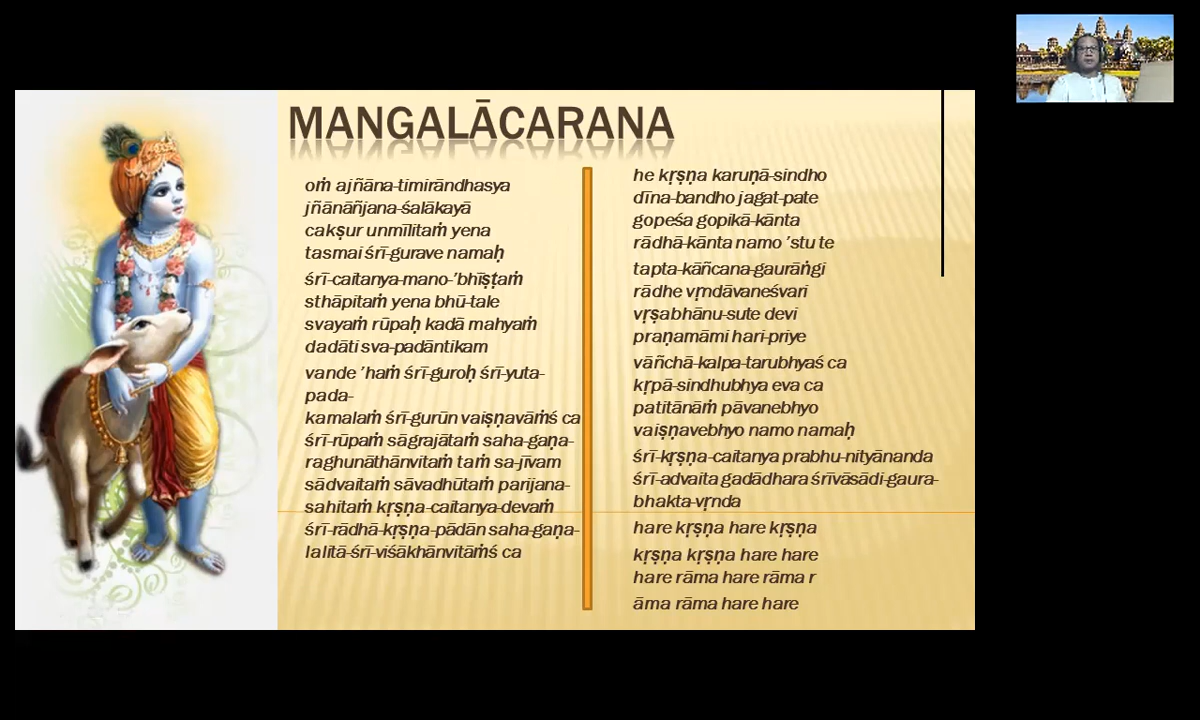 MANGALĀCARANA
oṁ ajñāna-timirāndhasya
jñānāñjana-śalākayā
cakṣur unmīlitaṁ yena
tasmai śrī-gurave namaḥ
śrī-caitanya-mano-’bhīṣṭaṁ
sthāpitaṁ yena bhū-tale
svayaṁ rūpaḥ kadā mahyaṁ
dadāti sva-padāntikam
vande ’haṁ śrī-guroḥ śrī-yuta-
pada-
kamalaṁ śrī-gurūn vaiṣṇavāṁś ca
śrī-rūpaṁ sāgrajātaṁ saha-gaṇa-
raghunāthānvitaṁ taṁ sa-jīvam
sādvaitaṁ sāvadhūtaṁ parijana-
sahitaṁ kṛṣṇa-caitanya-devaṁ
śrī-rādhā-kṛṣṇa-pādān saha-gaṇa-
lalitā-śrī-viśākhānvitāṁś ca
he kṛṣṇa karuṇā-sindho
dīna-bandho jagat-pate
gopeśa gopikā-kānta
rādhā-kānta namo ’stu te
tapta-kāñcana-gaurāṅgi
rādhe vṛndāvaneśvari
vṛṣabhānu-sute devi
praṇamāmi hari-priye
vāñchā-kalpa-tarubhyaś ca
kṛpā-sindhubhya eva ca
patitānāṁ pāvanebhyo
vaiṣṇavebhyo namo namaḥ
śrī-kṛṣṇa-caitanya prabhu-nityānanda
śrī-advaita gadādhara śrīvāsādi-gaura-
bhakta-vṛnda
hare kṛṣṇa hare kṛṣṇa
kṛṣṇa kṛṣṇa hare hare
hare rāma hare rāma r
āma rāma hare hare